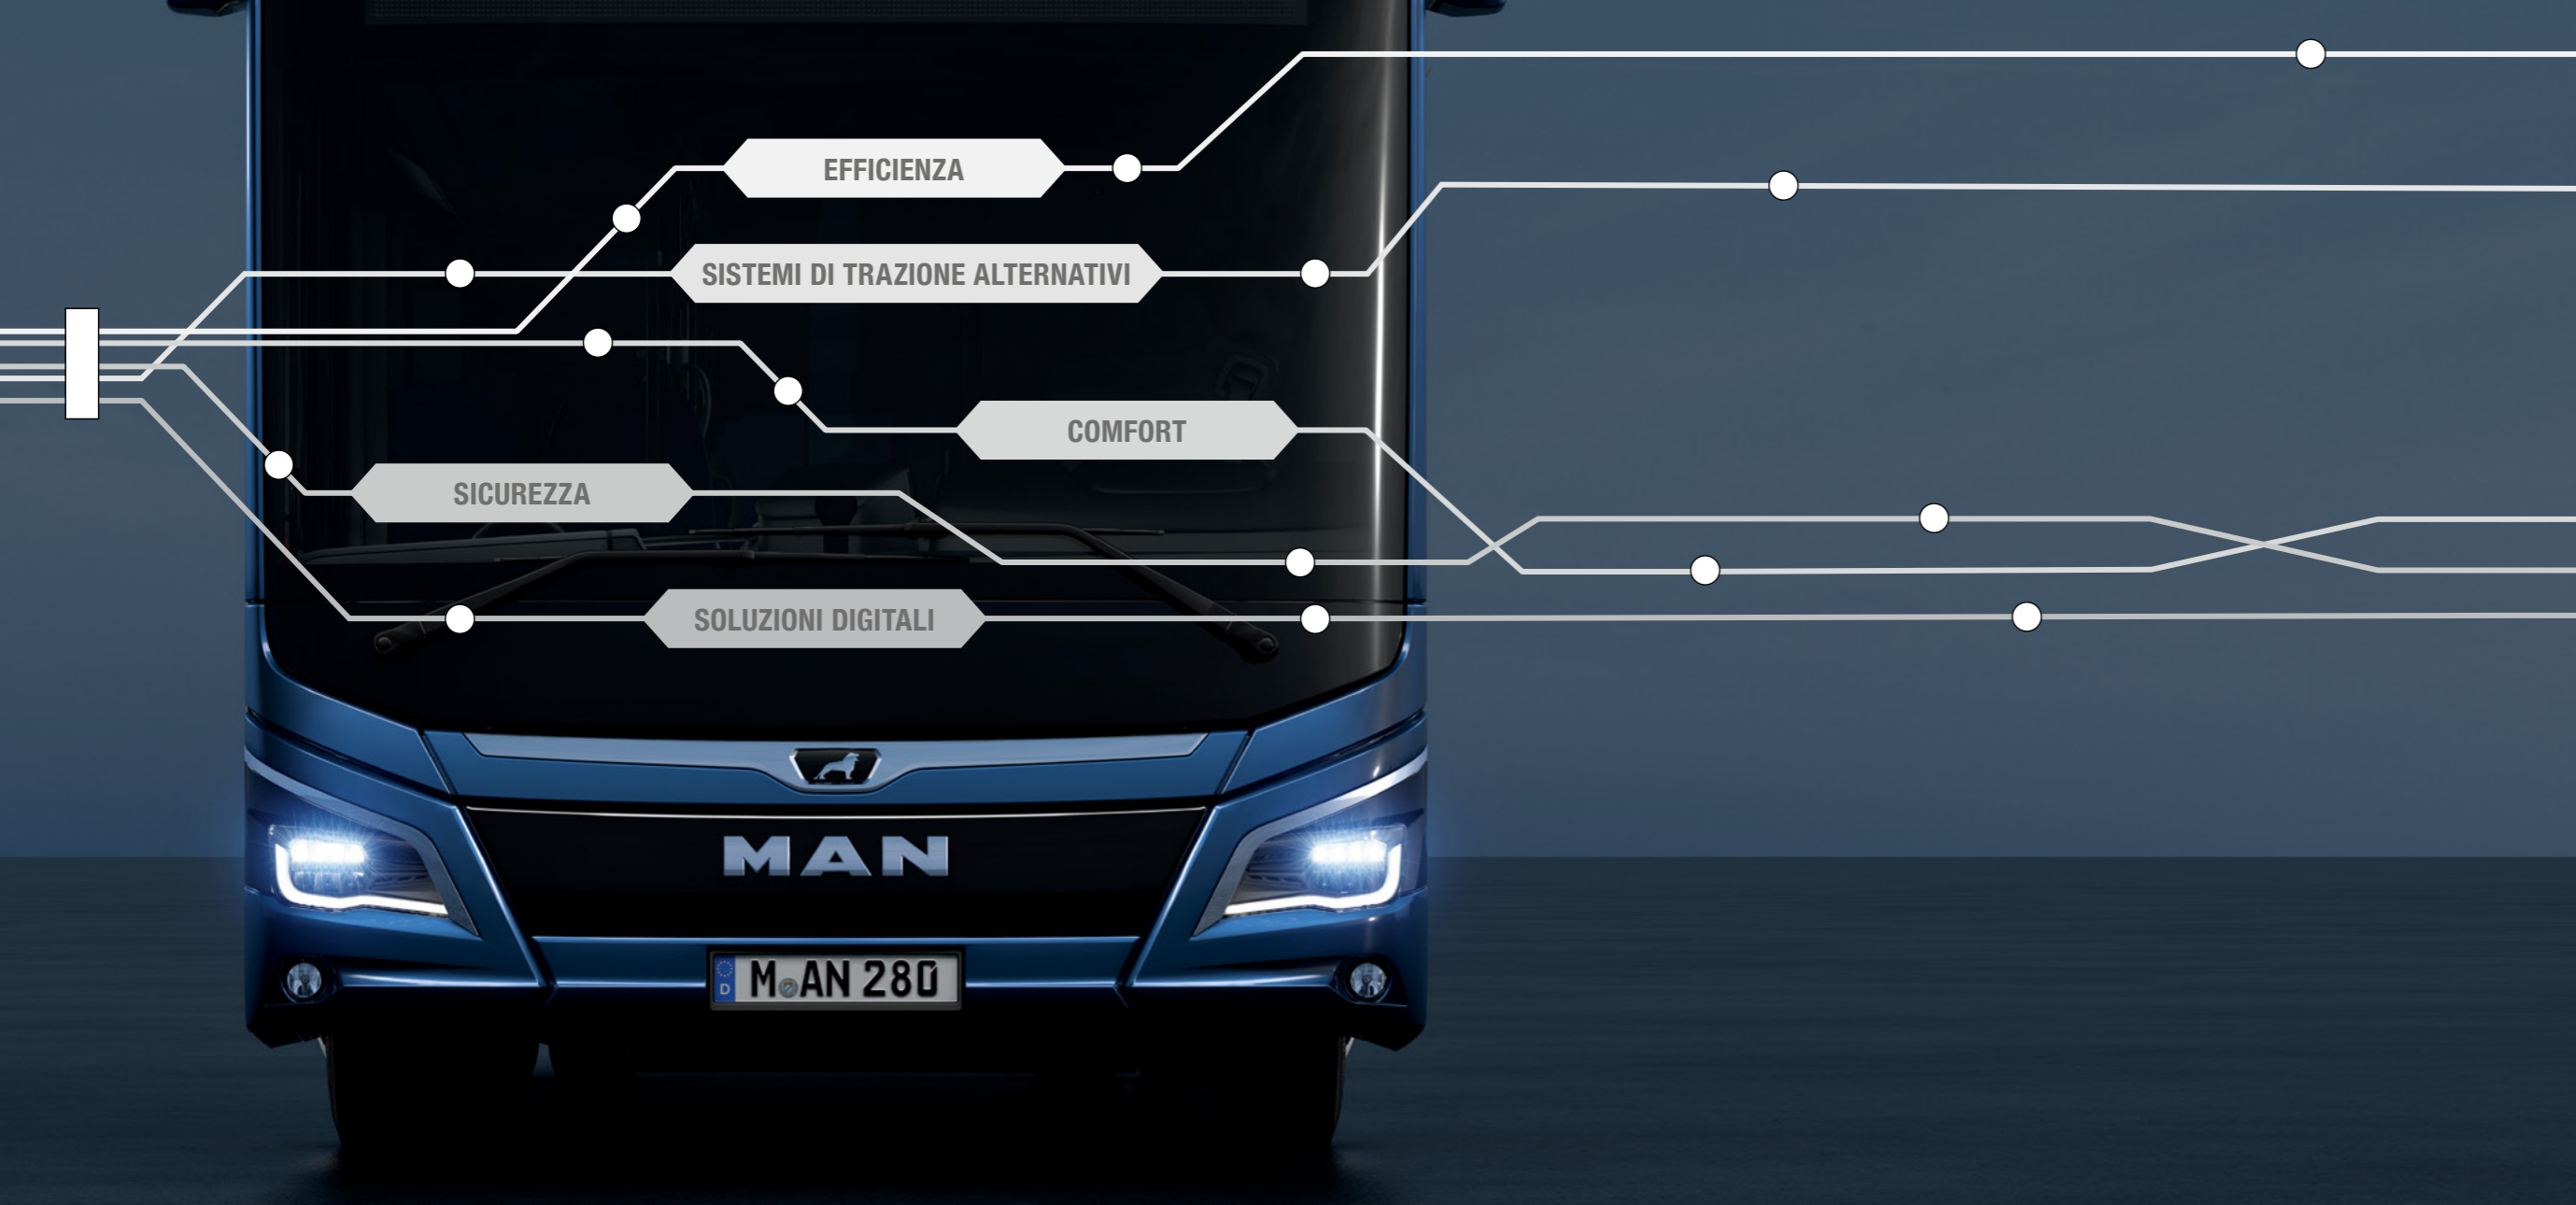 EFFICIENZA
SISTEMI DI TRAZIONE ALTERNATIVI
COMFORT
SICUREZZA
SOLUZIONI DIGITALI
MAN
D
M AN 280